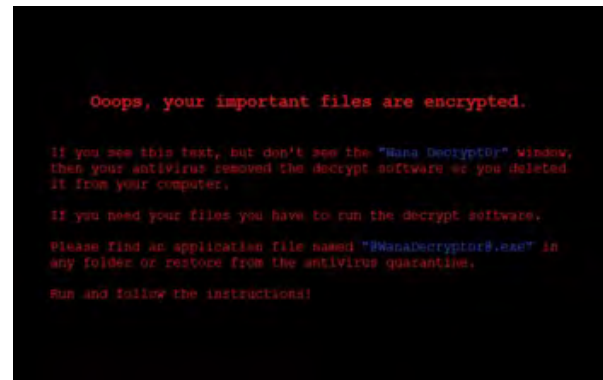 Ooops, your important files are encrypted.
If you see this text, but don't see the "Wana Decrypt0r" window,
then your antivirus removed the decrypt software or you deleted
it from your computer.
If you need your files you have to run the decrypt software.
Please find an application file named "@WanaDecryptor@.exe" in
any folder or restore from the antivirus quarantine.
Run and follow the instructions!